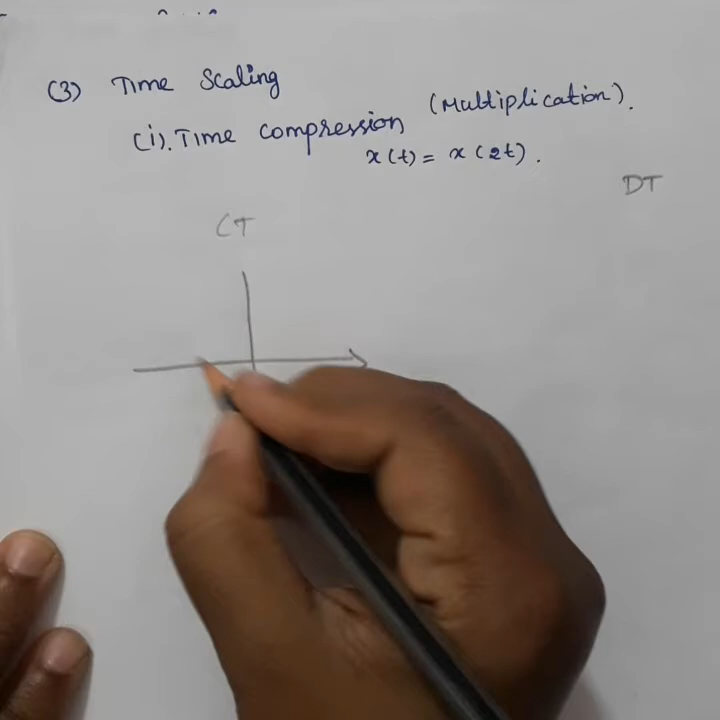 (3) Time Scaling
(i). Time compression (Multiplication).
x(t) = x(2t).
DT
CT